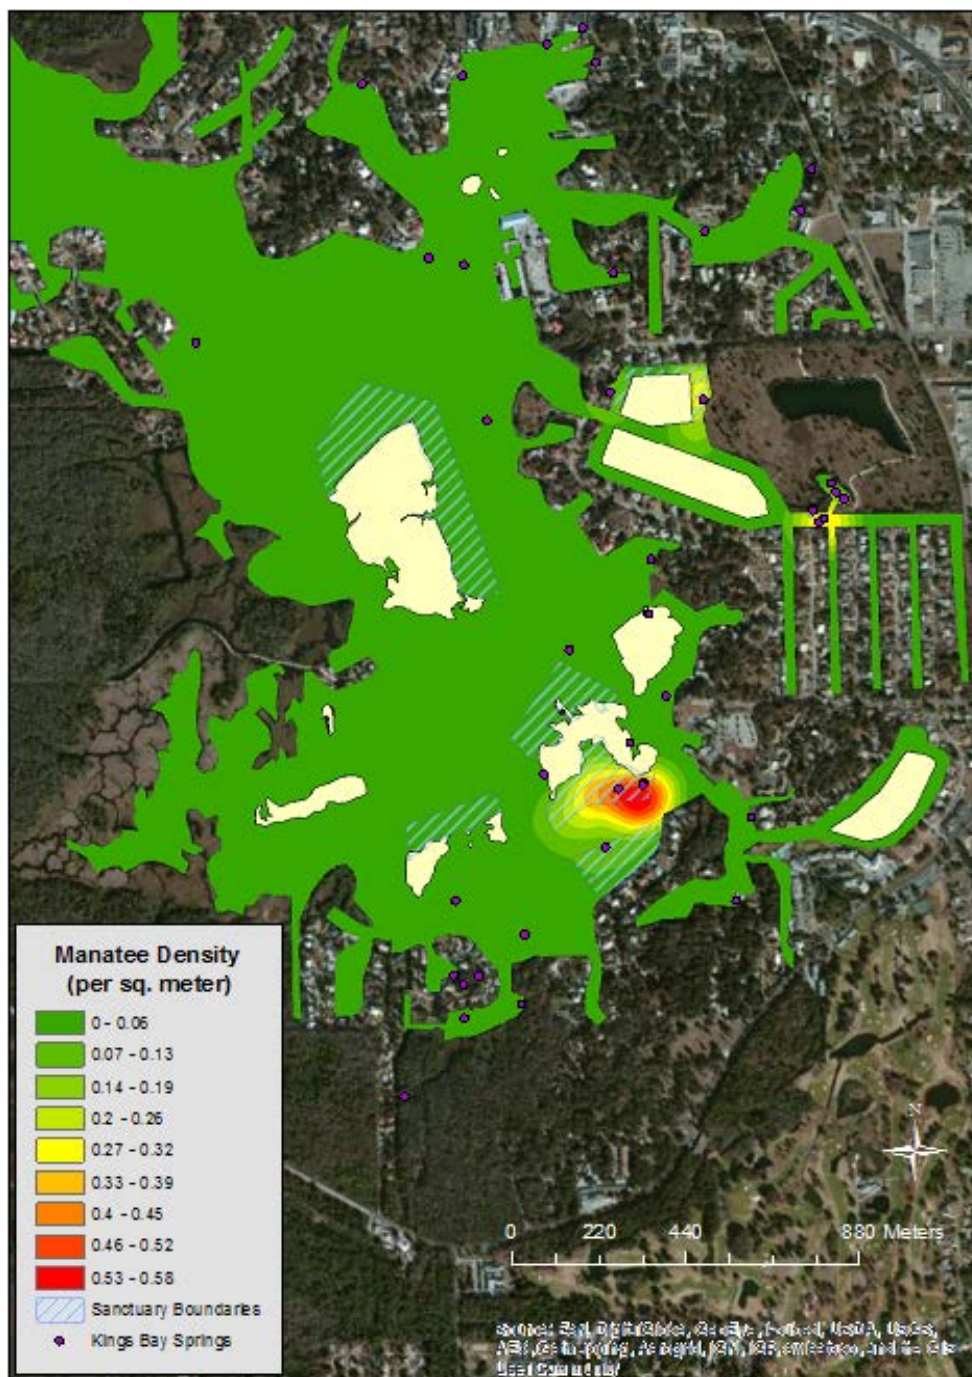 Manatee Density
(per sq. meter)
0 - 0.06
0.07 - 0.13
0.14 - 0.19
0.2 - 0.26
0.27 - 0.32
0.33 - 0.39
0.4 - 0.45
0.46 - 0.52
0.53 - 0.58
Sanctuary Boundaries
Kings Bay Springs
N
0 220 440 880 Meters
User Community